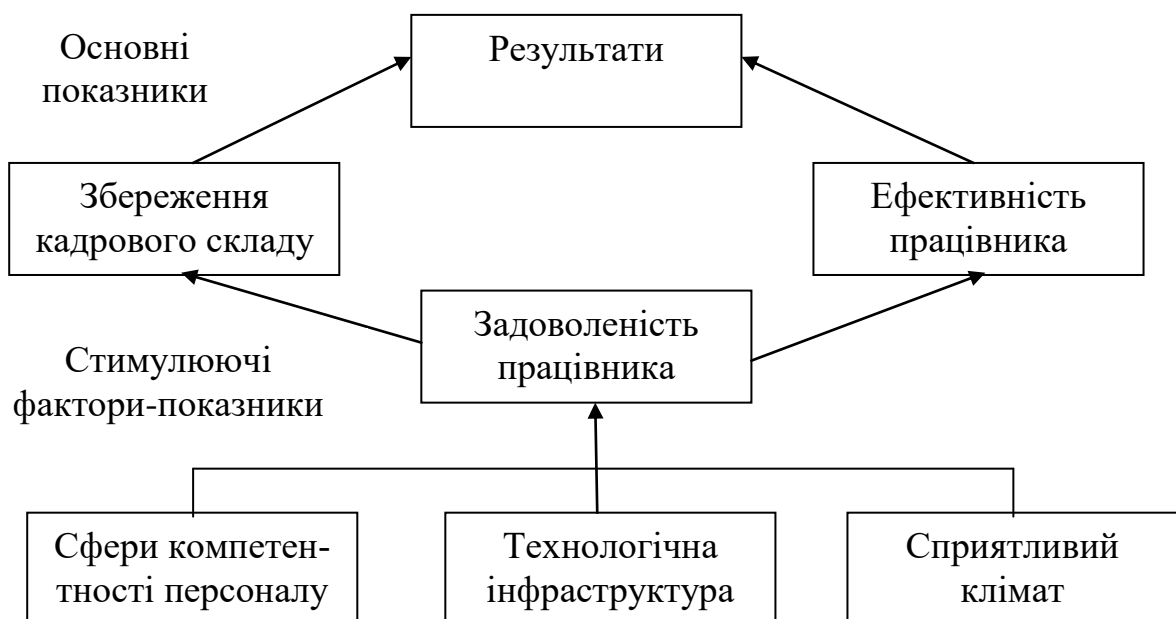 Основні
показники
Результати
Збереження
кадрового складу
Ефективність
працівника
Задоволеність
працівника
Стимулюючі
фактори-показники
Сфери компетен-
тності персоналу
Технологічна
інфраструктура
Сприятливий
клімат